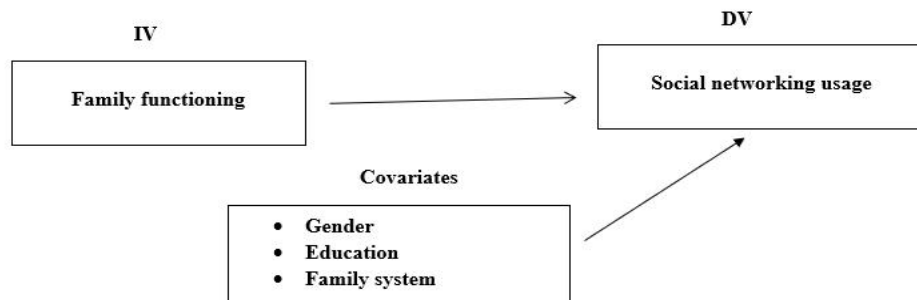 IV
DV
Family functioning
Social networking usage
Covariates
• Gender
• Education
• Family system